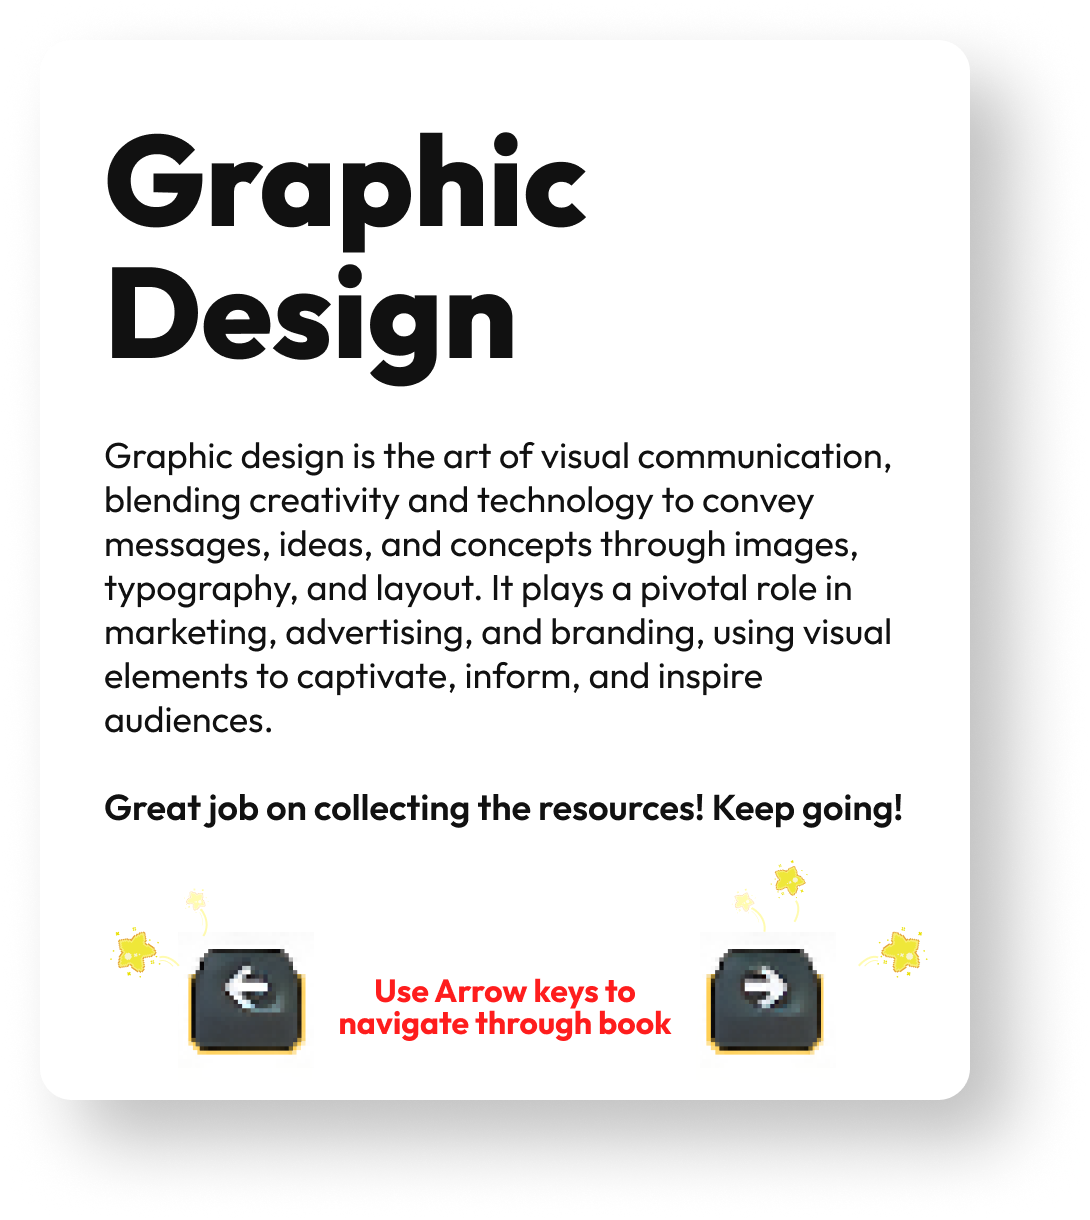 Graphic
Design
Graphic design is the art of visual communication,
blending creativity and technology to convey
messages, ideas, and concepts through images,
typography, and layout. It plays a pivotal role in
marketing, advertising, and branding, using visual
elements to captivate, inform, and inspire
audiences.
Great job on collecting the resources! Keep going!
Use Arrow keys to
navigate through book